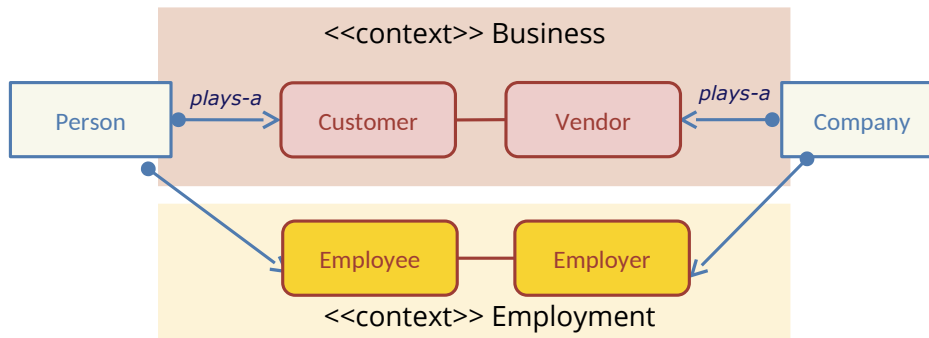 <<context>> Business
plays-a
plays-a
Person
Customer
Vendor
Company
Employee
Employer
<<context>> Employment